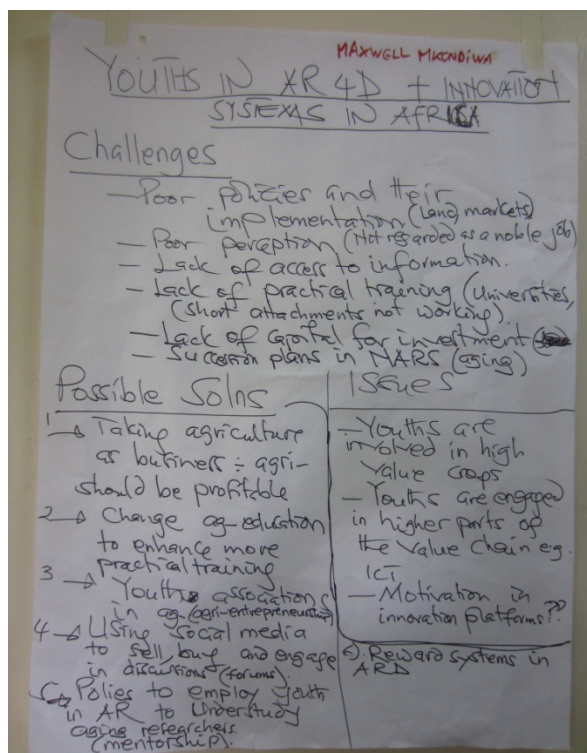 MAXWELL MKONDIWA
YOUTHS IN AR 4D + INNOVATION
SYSTEMS IN AFRICA
Challenges
- Poor policies and their
implementation (Land, markets)
- Poor perception (Not regarded as a noble job)
- Lack of access to information.
- Lack of practical training (Universities,
(short attachments not working)
- Lack of capital for investment
- Succession plans in NARS (aging)
Possible Solns
1 → Taking agriculture
as business ÷ agri-
should be profitable
2 → Change ag-education
to enhance more
practical training
3 → Youth associations
in ag. (agri-entrepreneurship)
4 → Using social media
to sell, buy and engage
in discussions (forums).
5 → Polies to employ youth
in AR to understudy
aging researchers
(mentorship).
Issues
- Youths are
involved in high
value crops
- Youths are engaged
in higher parts of
the value chain eg.
ICT
- Motivation in
innovation platforms??
6). Reward systems in
ARD